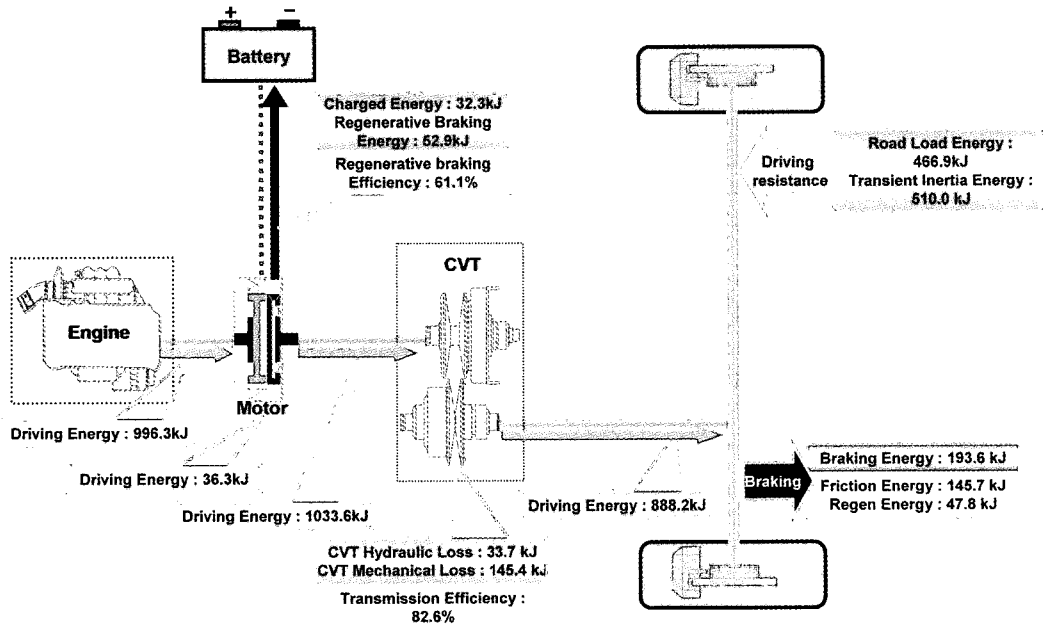 + −
Battery
Charged Energy : 32.3kJ
Regenerative Braking
Energy : 52.9kJ
Regenerative braking
Efficiency : 61.1%
Driving
resistance
Road Load Energy :
466.9kJ
Transient Inertia Energy :
510.0 kJ
CVT
Engine
Motor
Driving Energy : 996.3kJ
Driving Energy : 36.3kJ
Driving Energy : 1033.6kJ
CVT Hydraulic Loss : 33.7 kJ
CVT Mechanical Loss : 145.4 kJ
Transmission Efficiency :
82.6%
Driving Energy : 888.2kJ
Braking
Braking Energy : 193.6 kJ
Friction Energy : 145.7 kJ
Regen Energy : 47.8 kJ